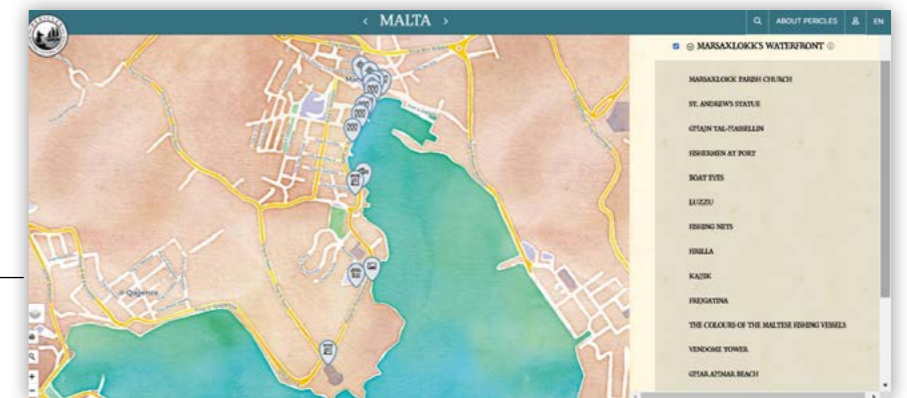 MALTA
ABOUT PERICLES
EN
MARSAXLOKK'S WATERFRONT
MARSAXLOKK PARISH CHURCH
ST. ANDREW'S STATUE
GĦAJN TAL-ĦASSELLIN
FISHERMEN AT PORT
BOAT EYES
LUZZU
FISHING NETS
FIRILLA
KAJJIK
FREJGATINA
THE COLOURS OF THE MALTESE FISHING VESSELS
VENDOME TOWER
GĦAR AĦMAR BEACH
il-Qajjenza